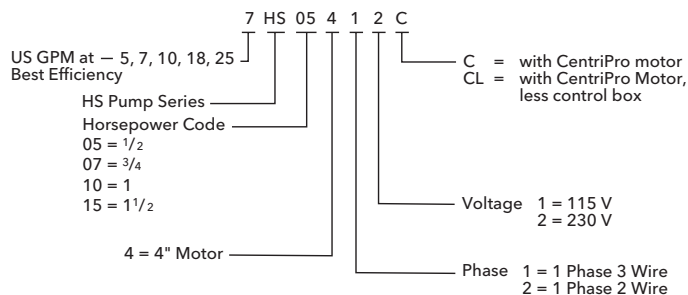 7 HS 05 4 1 2 C
US GPM at — 5, 7, 10, 18, 25
Best Efficiency
HS Pump Series
Horsepower Code
05 = 1/2
07 = 3/4
10 = 1
15 = 1 1/2
4 = 4" Motor
C = with CentriPro motor
CL = with CentriPro Motor,
less control box
Voltage 1 = 115 V
2 = 230 V
Phase 1 = 1 Phase 3 Wire
2 = 1 Phase 2 Wire